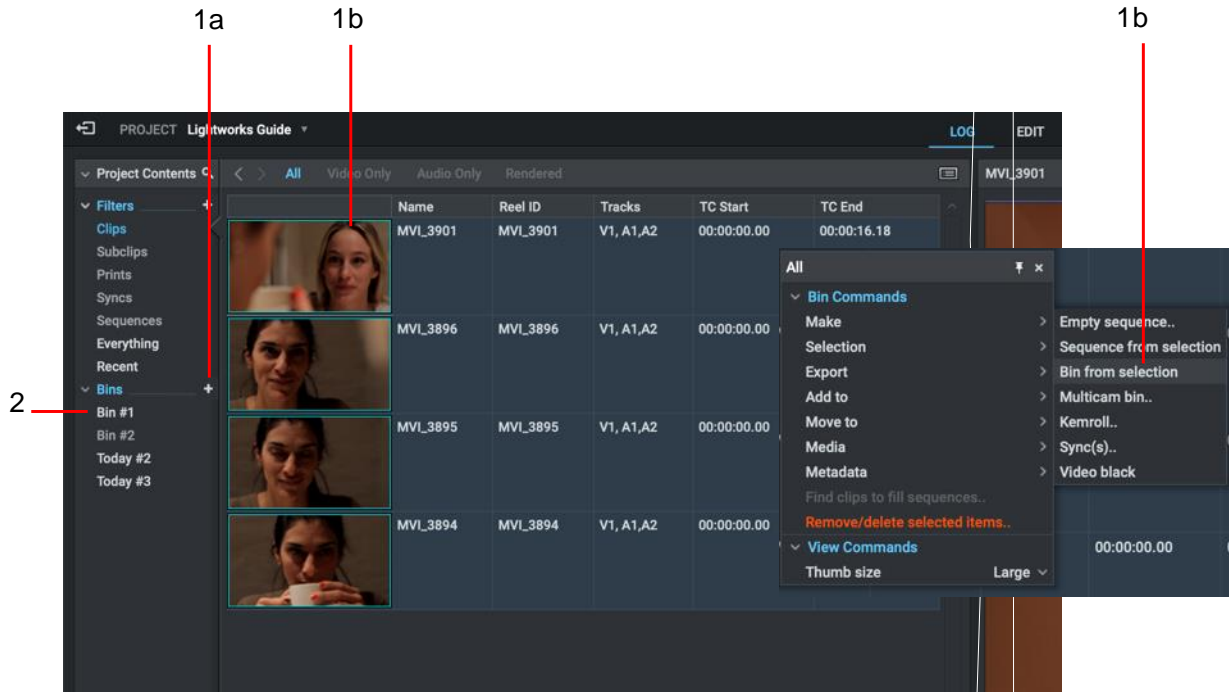 1a
1b
1b
PROJECT Lightworks Guide
LOG
EDIT
Project Contents
All
Video Only
Audio Only
Rendered
MVI_3901
Filters
Clips
Subclips
Prints
Syncs
Sequences
Everything
Recent
Bins
2
Bin #1
Bin #2
Today #2
Today #3
Name Reel ID Tracks TC Start TC End
MVI_3901 MVI_3901 V1, A1,A2 00:00:00.00 00:00:16.18
MVI_3896 MVI_3896 V1, A1,A2 00:00:00.00
MVI_3895 MVI_3895 V1, A1,A2 00:00:00.00
MVI_3894 MVI_3894 V1, A1,A2 00:00:00.00
All
Bin Commands
Make
Selection
Export
Add to
Move to
Media
Metadata
Find clips to fill sequences..
Remove/delete selected items..
View Commands
Thumb size Large
Empty sequence..
Sequence from selection
Bin from selection
Multicam bin..
Kemroll..
Sync(s)..
Video black
00:00:00.00